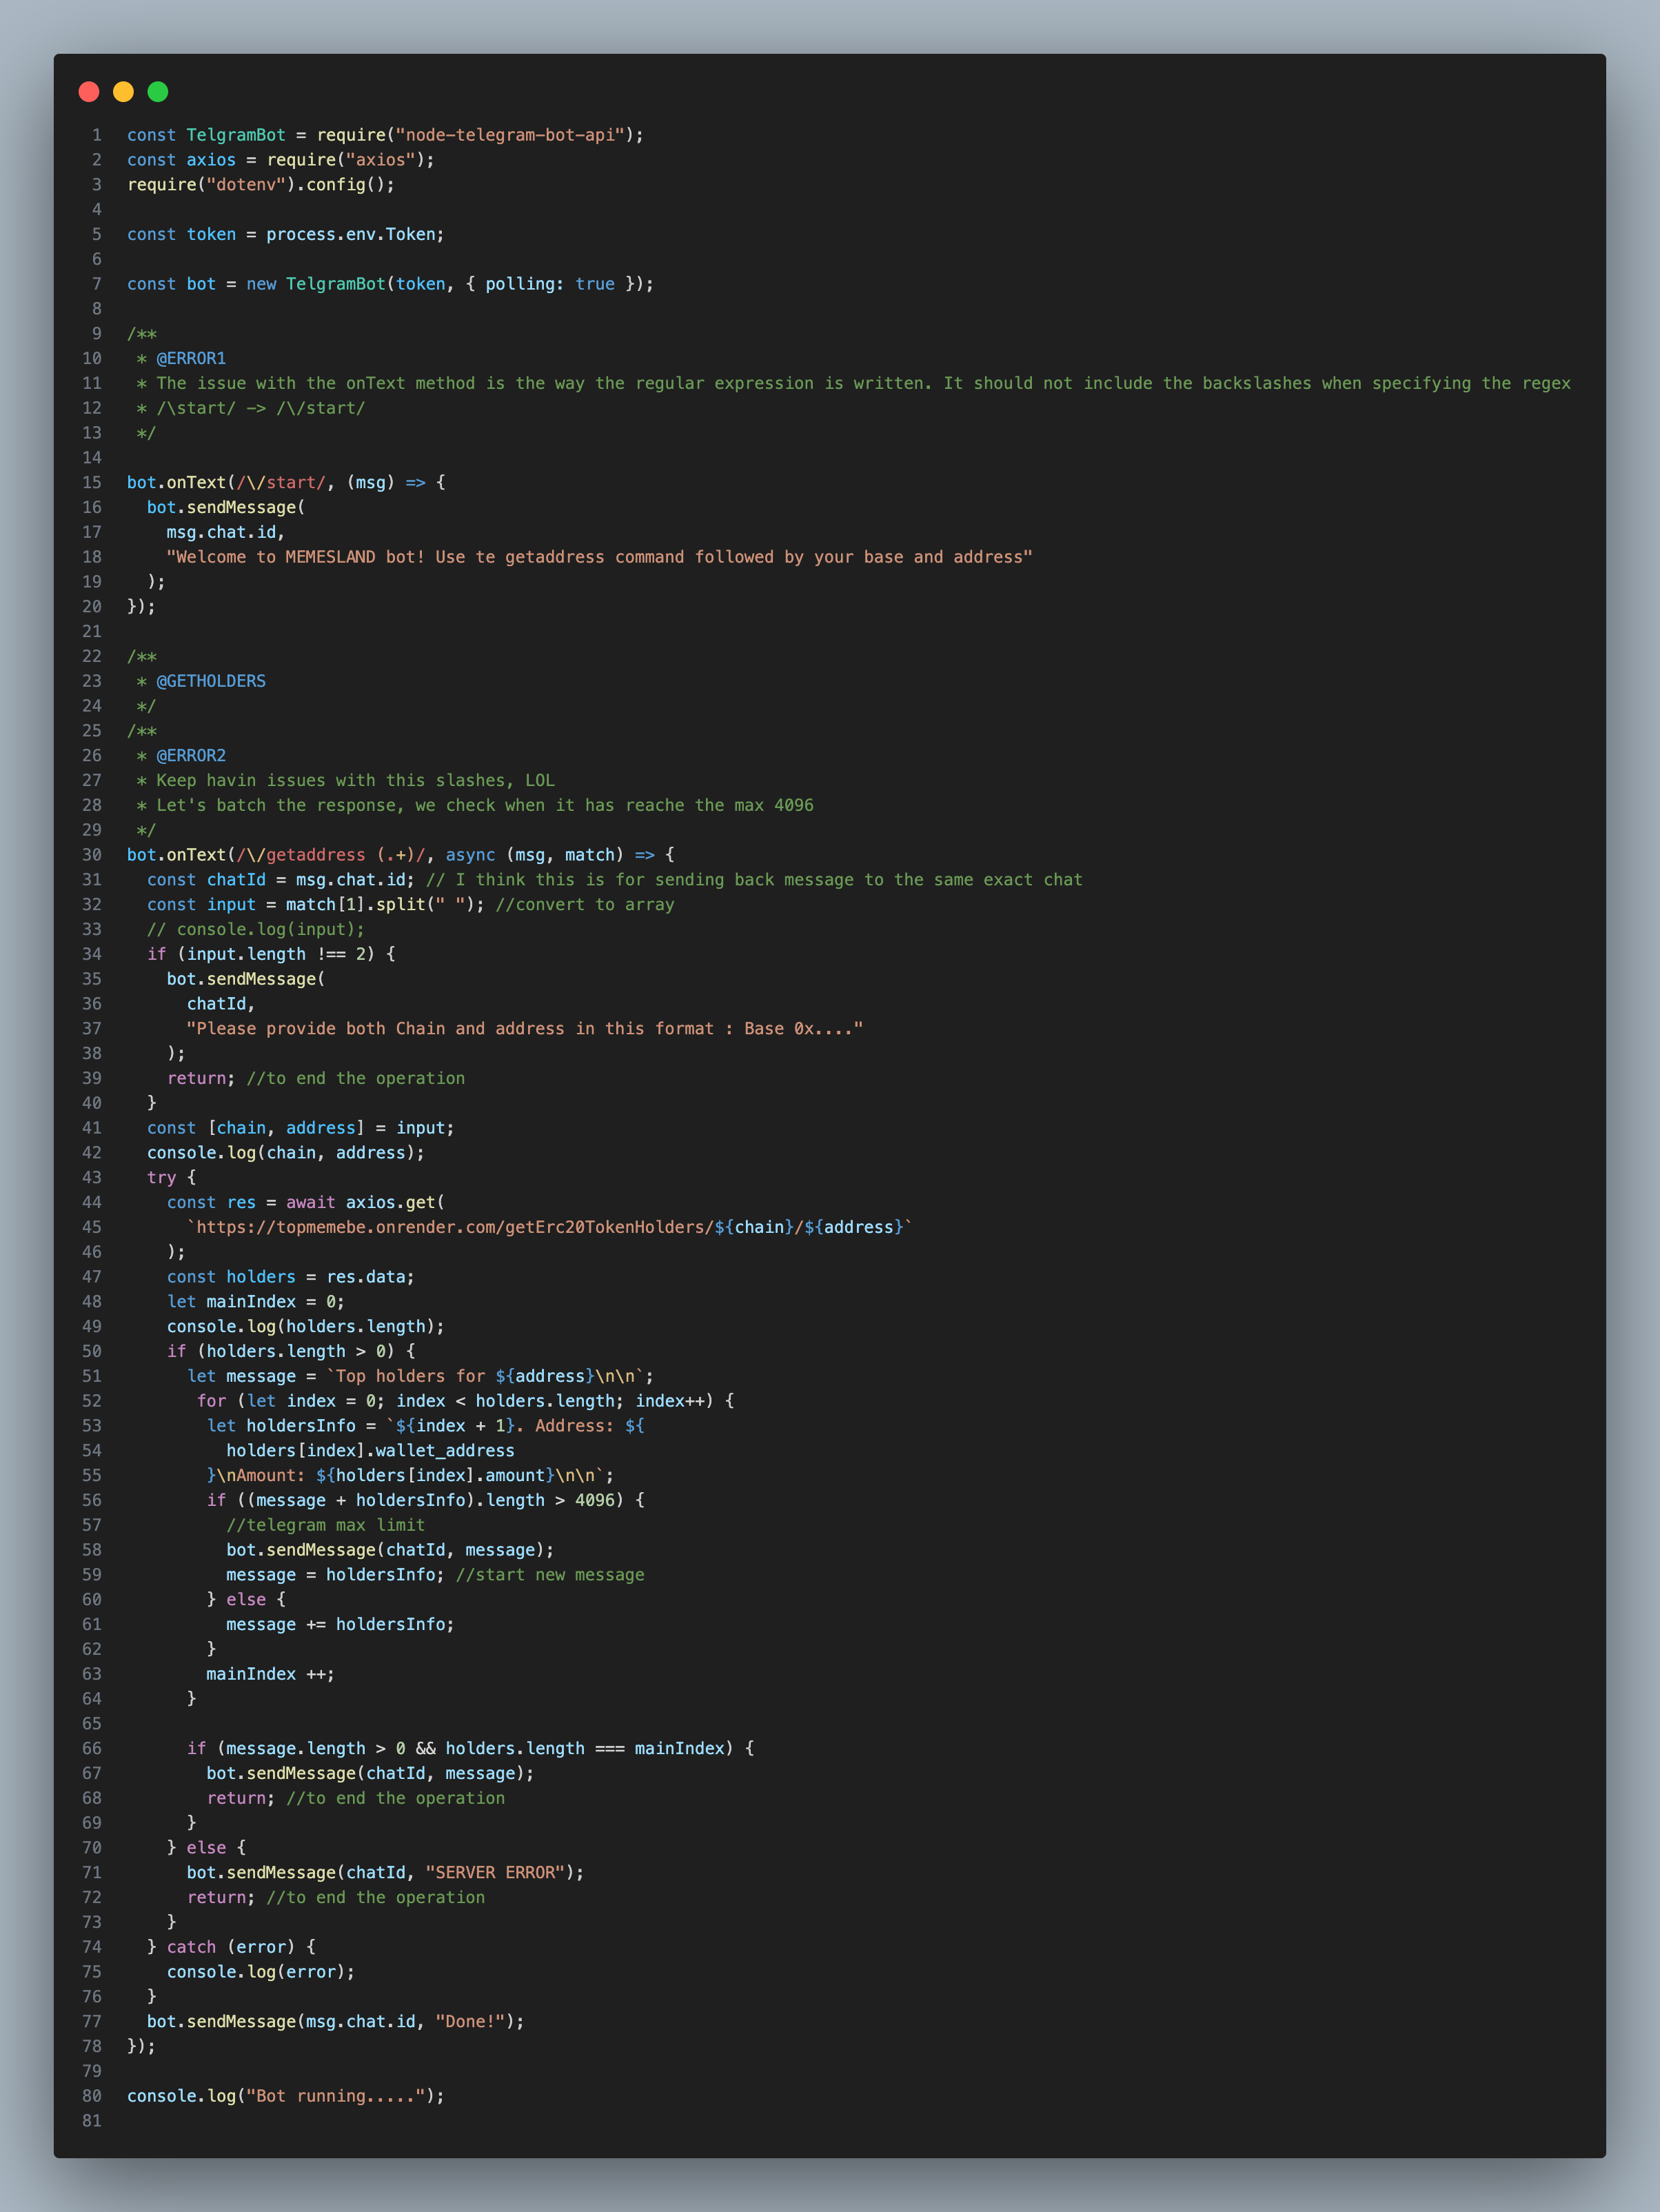 1 const TelgramBot = require("node-telegram-bot-api");
2 const axios = require("axios");
3 require("dotenv").config();
4
5 const token = process.env.Token;
6
7 const bot = new TelgramBot(token, { polling: true });
8
9 /**
10  * @ERROR1
11  * The issue with the onText method is the way the regular expression is written. It should not include the backslashes when specifying the regex
12  * /\start/ -> /\/start/
13  */
14
15 bot.onText(/\/start/, (msg) => {
16   bot.sendMessage(
17     msg.chat.id,
18     "Welcome to MEMESLAND bot! Use te getaddress command followed by your base and address"
19   );
20 });
21
22 /**
23  * @GETHOLDERS
24  */
25 /**
26  * @ERROR2
27  * Keep havin issues with this slashes, LOL
28  * Let's batch the response, we check when it has reache the max 4096
29  */
30 bot.onText(/\/getaddress (.+)/, async (msg, match) => {
31   const chatId = msg.chat.id; // I think this is for sending back message to the same exact chat
32   const input = match[1].split(" "); //convert to array
33   // console.log(input);
34   if (input.length !== 2) {
35     bot.sendMessage(
36       chatId,
37       "Please provide both Chain and address in this format : Base 0x...."
38     );
39     return; //to end the operation
40   }
41   const [chain, address] = input;
42   console.log(chain, address);
43   try {
44     const res = await axios.get(
45       `https://topmemebe.onrender.com/getErc20TokenHolders/${chain}/${address}`
46     );
47     const holders = res.data;
48     let mainIndex = 0;
49     console.log(holders.length);
50     if (holders.length > 0) {
51       let message = `Top holders for ${address}\n\n`;
52        for (let index = 0; index < holders.length; index++) {
53         let holdersInfo = `${index + 1}. Address: ${
54           holders[index].wallet_address
55         }\nAmount: ${holders[index].amount}\n\n`;
56         if ((message + holdersInfo).length > 4096) {
57           //telegram max limit
58           bot.sendMessage(chatId, message);
59           message = holdersInfo; //start new message
60         } else {
61           message += holdersInfo;
62         }
63         mainIndex ++;
64       }
65
66       if (message.length > 0 && holders.length === mainIndex) {
67         bot.sendMessage(chatId, message);
68         return; //to end the operation
69       }
70     } else {
71       bot.sendMessage(chatId, "SERVER ERROR");
72       return; //to end the operation
73     }
74   } catch (error) {
75     console.log(error);
76   }
77   bot.sendMessage(msg.chat.id, "Done!");
78 });
79
80 console.log("Bot running.....");
81